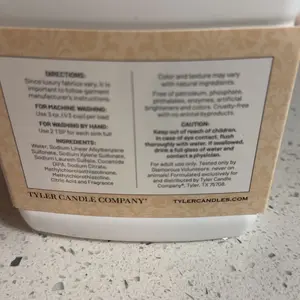 DIRECTIONS:
Since luxury fabrics vary, it is
important to follow garment
manufacturer's instructions.
FOR MACHINE WASHING:
Use 3 oz. (1/3 cup) per load
FOR WASHING BY HAND:
Use 2 TSP for each sink full
INGREDIENTS:
Water, Sodium Linear Alkylbenzene
Sulfonate, Sodium Xylene Sulfonate,
Sodium Laureth Sulfate, Cocamide
DEA, Sodium Citrate,
Methylchloroisothiazolinone,
Methylisothiazolinone,
Citric Acid and Fragrance
TYLER CANDLE COMPANY
Color and texture may vary
with natural ingredients.
Free of petroleum, phosphate,
phthalates, enzymes, artificial
brighteners and colors. Cruelty-free
with no animal byproducts
CAUTION:
Keep out of reach of children.
In case of eye contact, flush
thoroughly with water. If swallowed,
drink a full glass of water and
contact a physician.
For adult use only. Tested only by
Glamorous Volunteers, never on
animals! Formulated exclusively for
and distributed by Tyler Candle
Company®, Tyler, TX 75708.
TYLERCANDLES.COM